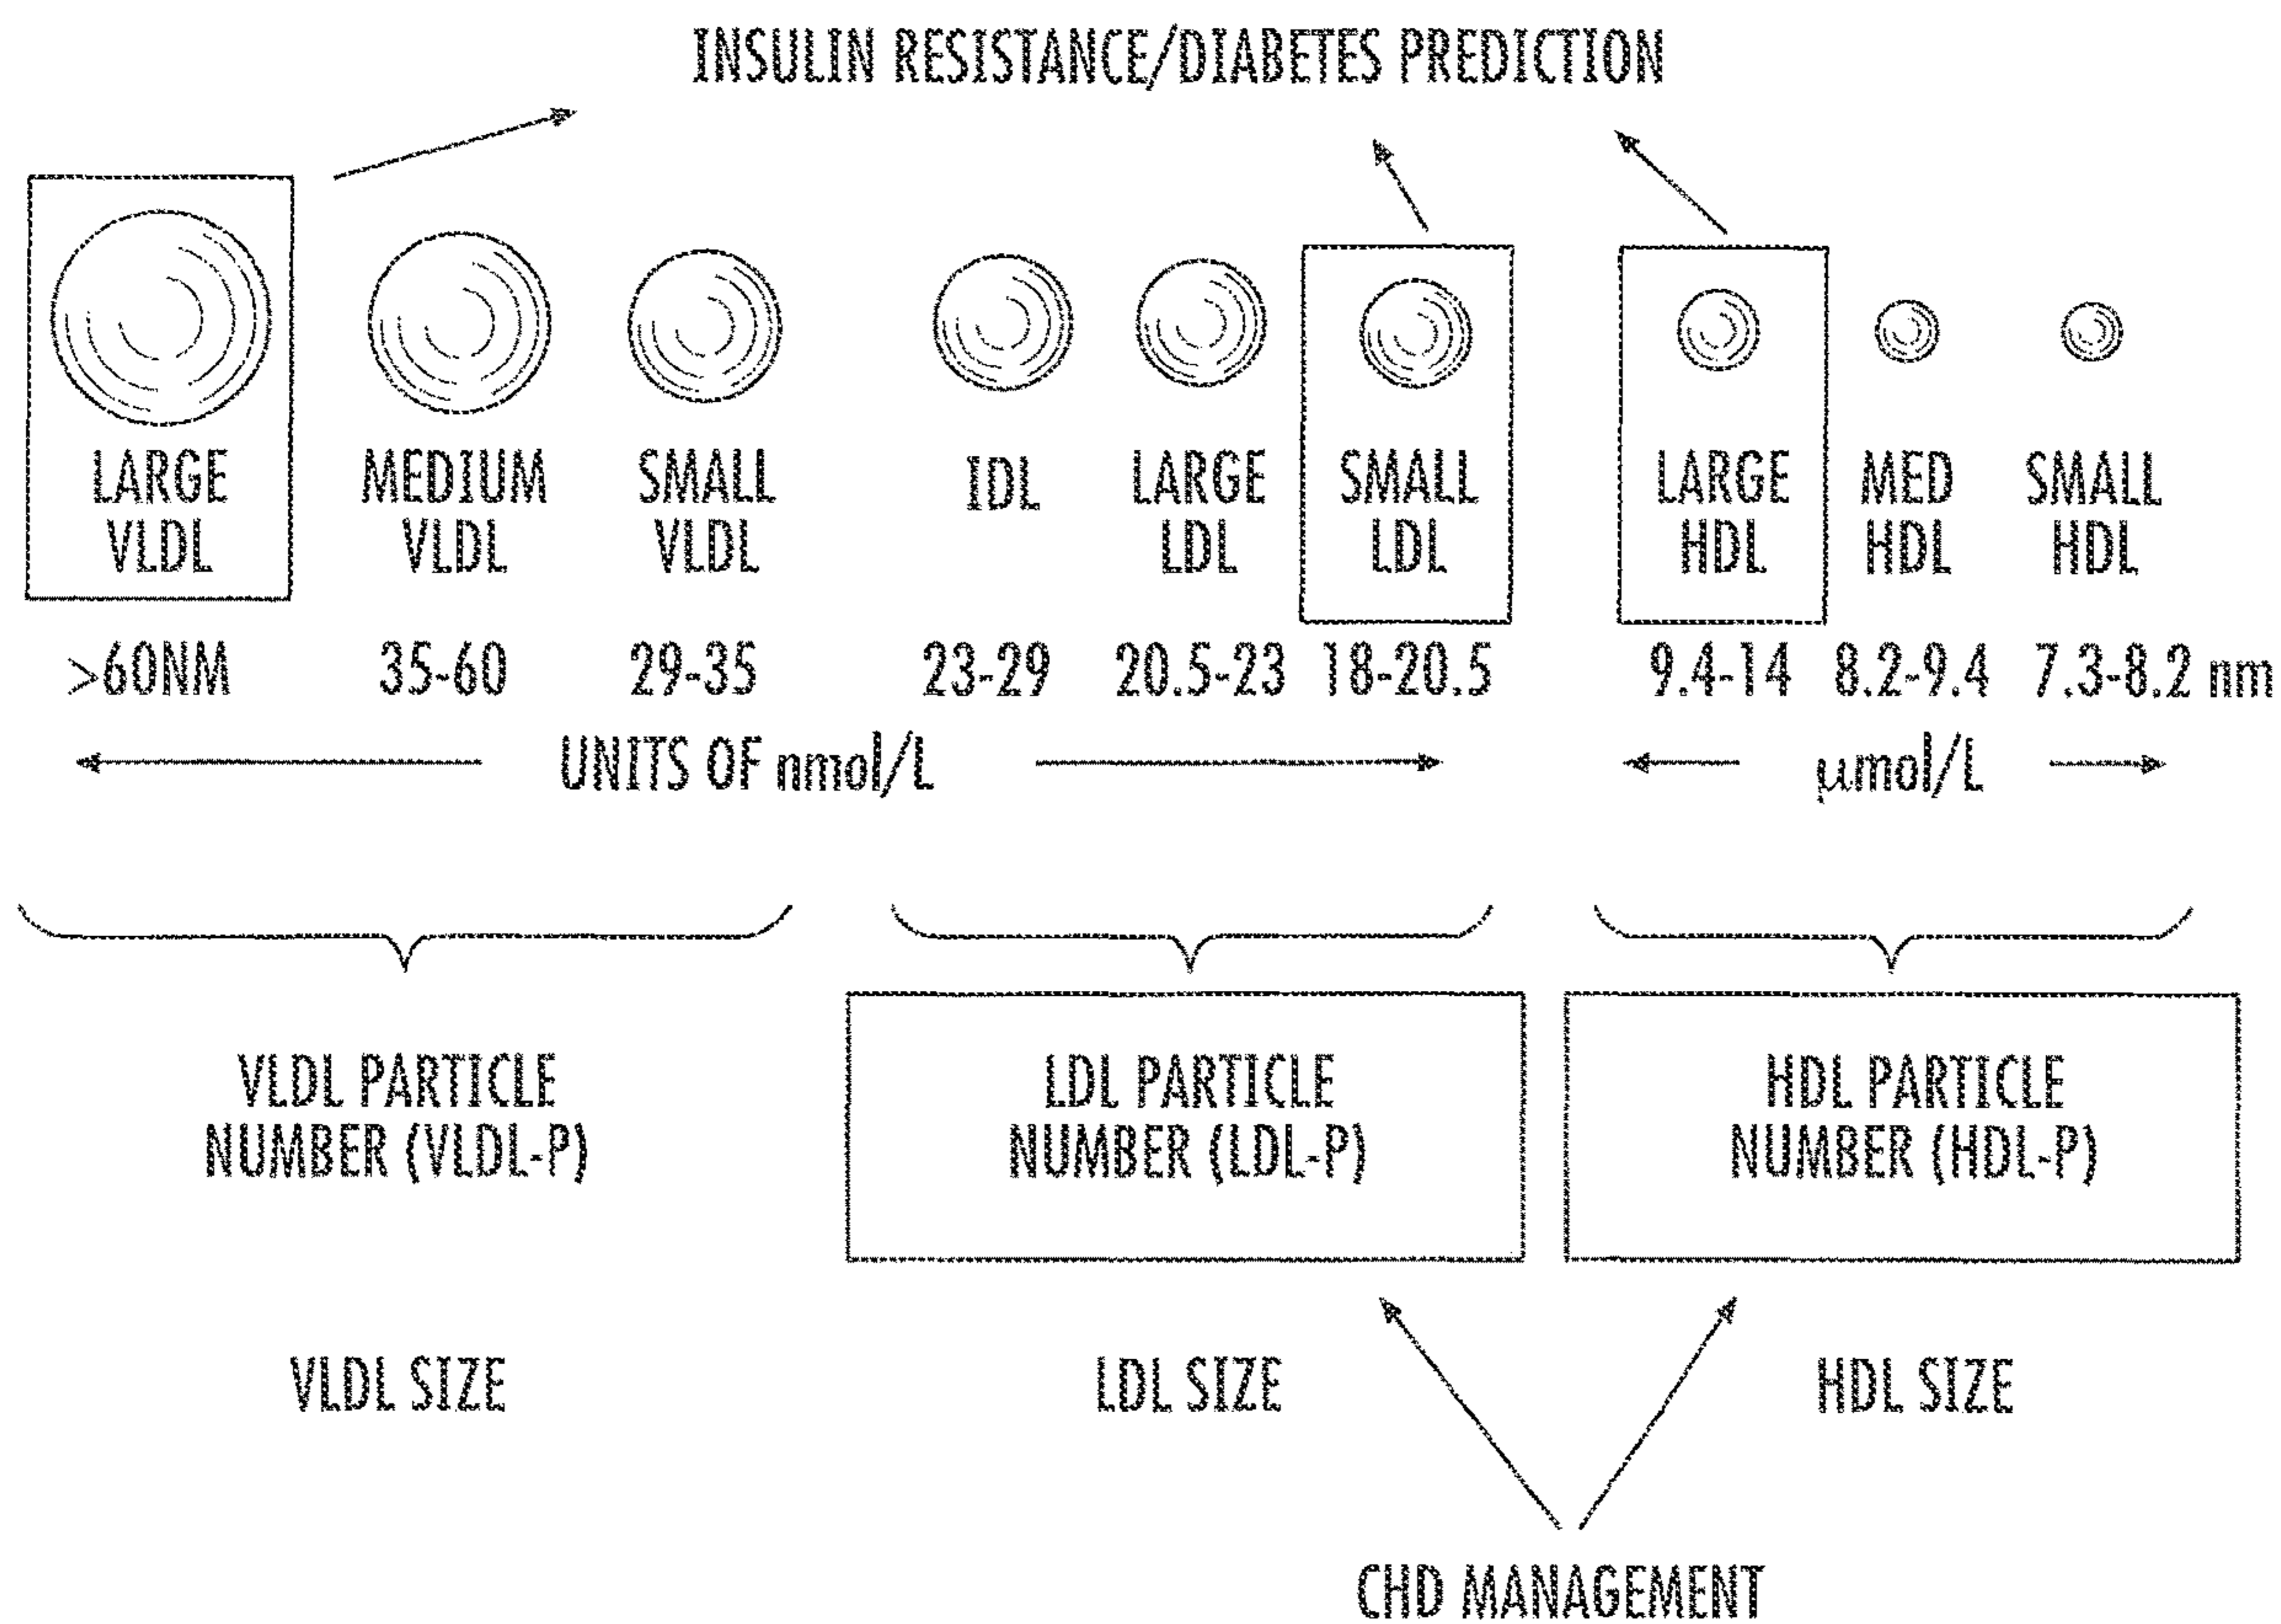 INSULIN RESISTANCE/DIABETES PREDICTION
LARGE
VLDL
MEDIUM
VLDL
SMALL
VLDL
IDL
LARGE
LDL
SMALL
LDL
LARGE
HDL
MED
HDL
SMALL
HDL
>60NM 35-60 29-35 23-29 20.5-23 18-20.5 9.4-14 8.2-9.4 7.3-8.2 nm
UNITS OF nmol/L μmol/L
VLDL PARTICLE
NUMBER (VLDL-P)
LDL PARTICLE
NUMBER (LDL-P)
HDL PARTICLE
NUMBER (HDL-P)
VLDL SIZE LDL SIZE HDL SIZE
CHD MANAGEMENT